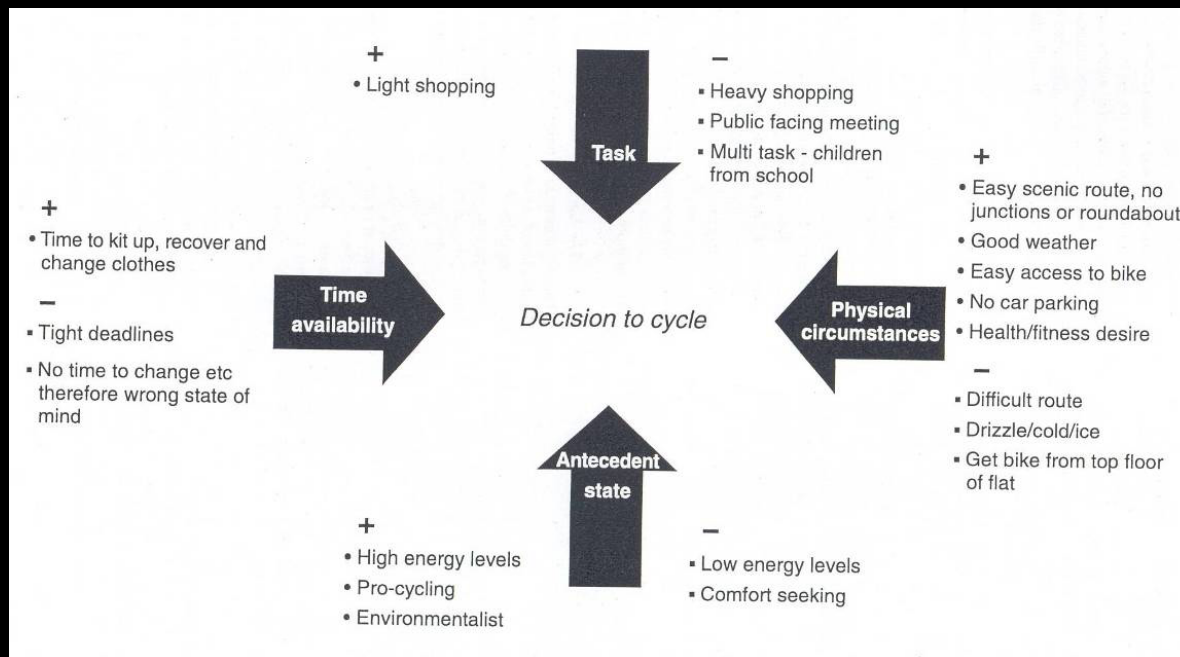 +
• Light shopping
−
▪ Heavy shopping
▪ Public facing meeting
▪ Multi task - children
from school
Task
+
• Time to kit up, recover and
change clothes
−
▪ Tight deadlines
▪ No time to change etc
therefore wrong state of
mind
Time
availability
Decision to cycle
Physical
circumstances
+
• Easy scenic route, no
junctions or roundabout
• Good weather
• Easy access to bike
• No car parking
• Health/fitness desire
−
▪ Difficult route
▪ Drizzle/cold/ice
▪ Get bike from top floor
of flat
Antecedent
state
+
• High energy levels
• Pro-cycling
• Environmentalist
−
▪ Low energy levels
▪ Comfort seeking